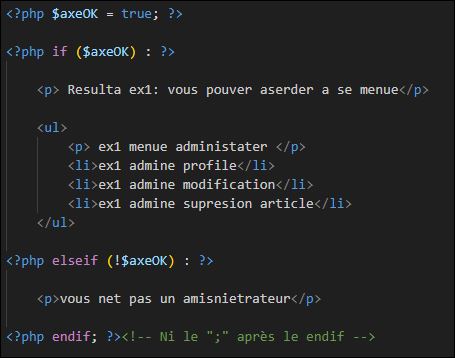 <?php $axeOK = true; ?>
<?php if ($axeOK) : ?>
<p> Resulta ex1: vous pouver aserder a se menue</p>
<ul>
<p> ex1 menue administater </p>
<li>ex1 admine profile</li>
<li>ex1 admine modification</li>
<li>ex1 admine supresion article</li>
</ul>
<?php elseif (!$axeOK) : ?>
<p>vous net pas un amisnietrateur</p>
<?php endif; ?><!-- Ni le ";" après le endif -->